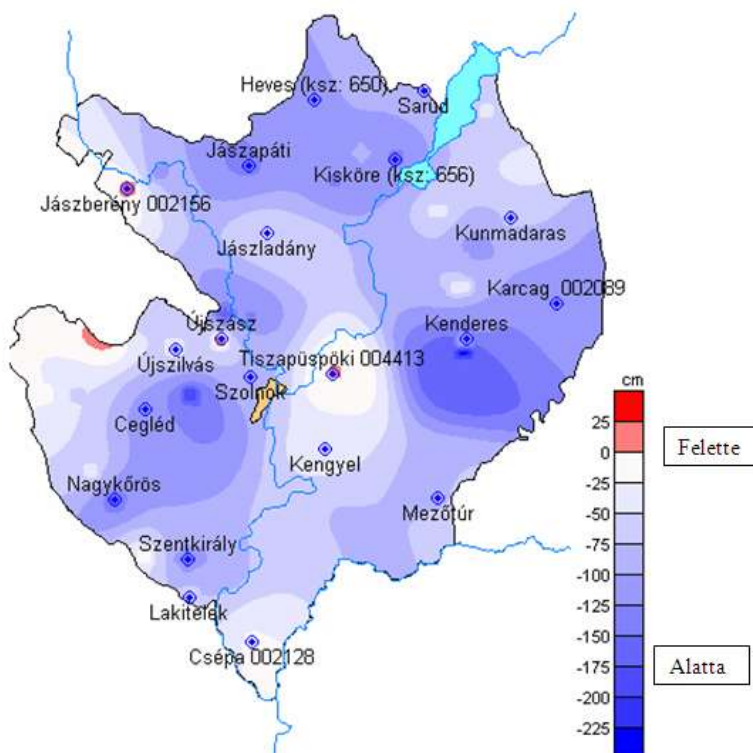 Heves (ksz: 650)
Sarud
Jászapáti
Kisköre (ksz: 656)
Jászberény 002156
Kunmadaras
Jászladány
Karcag 002089
Újszász
Kenderes
Újszilvás
Tiszapüspöki 004413
Szolnok
Cegléd
Kengyel
Nagykőrös
Mezőtúr
Szentkirály
Lakitelek
Csépa 002128
cm
25
0
-25
-50
-75
-100
-125
-150
-175
-200
-225
Felette
Alatta